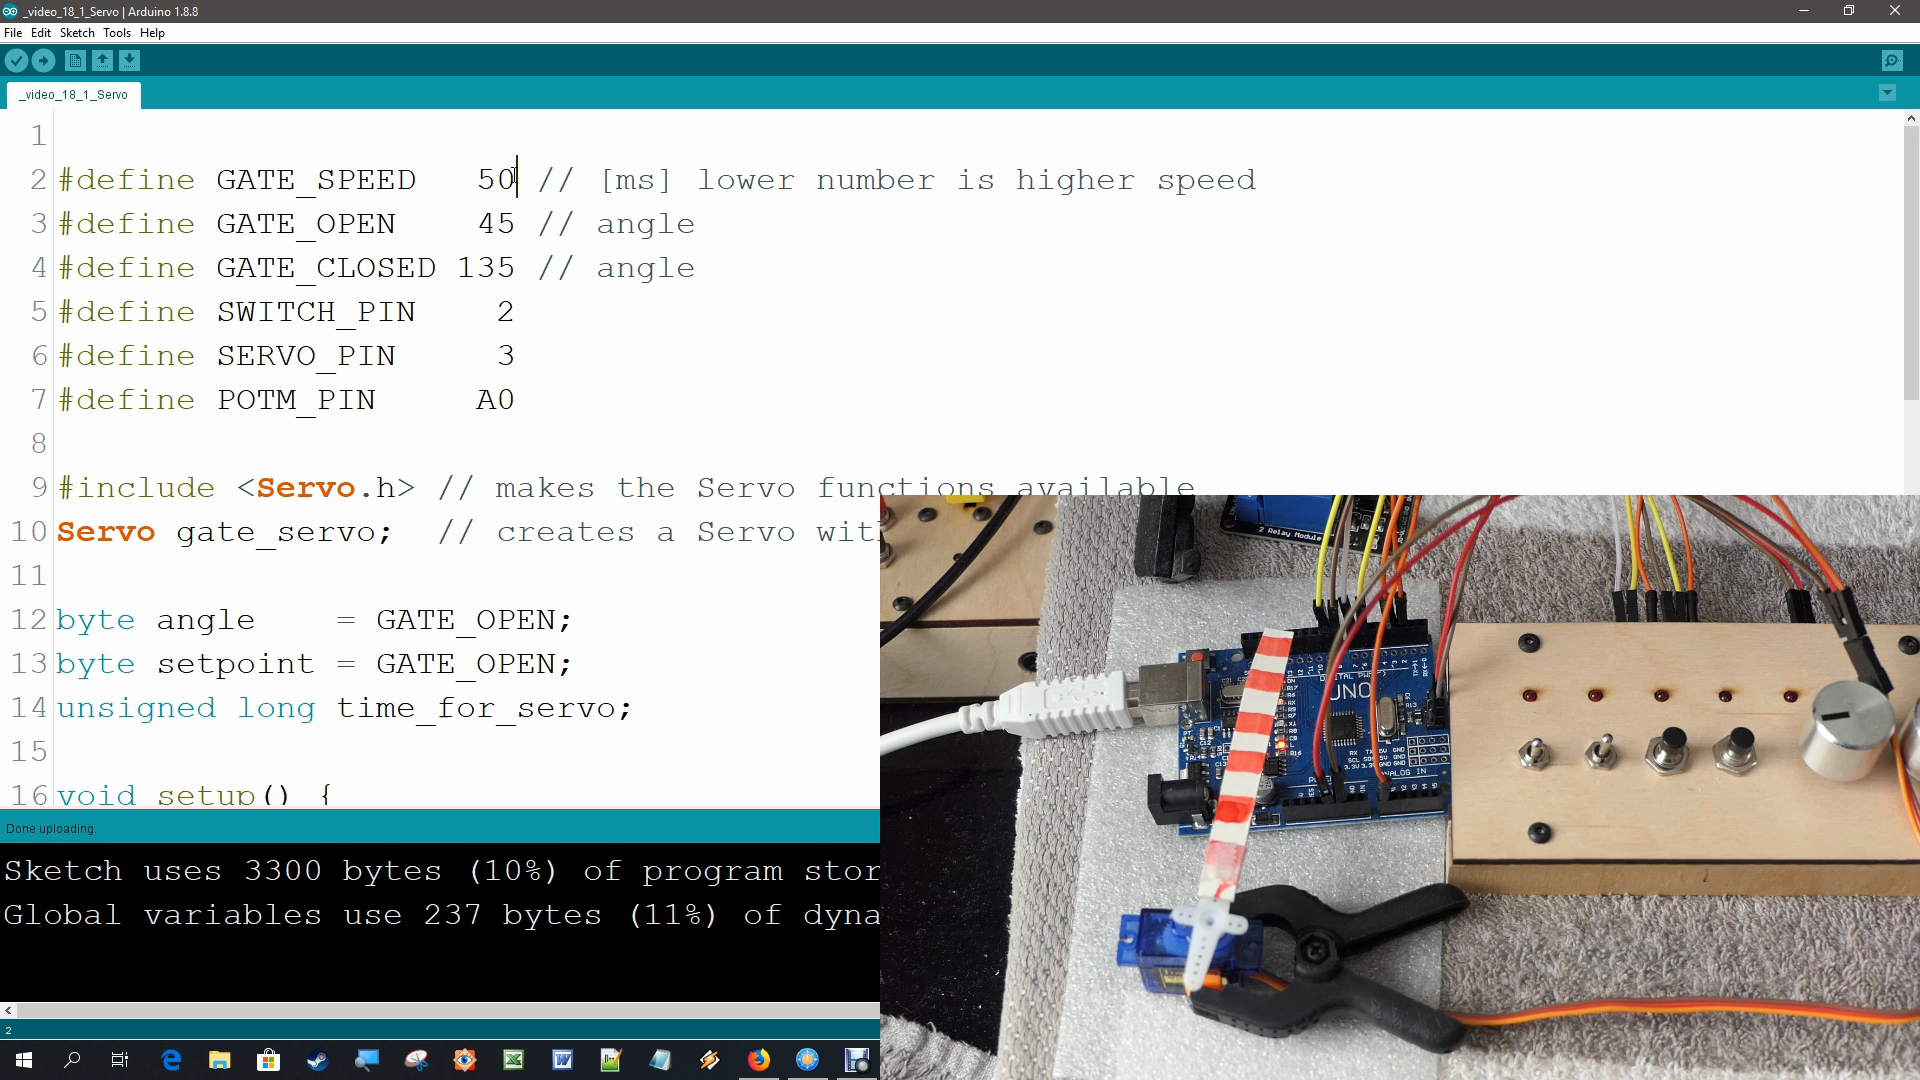 _video_18_1_Servo | Arduino 1.8.8
File Edit Sketch Tools Help
_video_18_1_Servo
1
2 #define GATE_SPEED 50 // [ms] lower number is higher speed
3 #define GATE_OPEN 45 // angle
4 #define GATE_CLOSED 135 // angle
5 #define SWITCH_PIN 2
6 #define SERVO_PIN 3
7 #define POTM_PIN A0
8
9 #include <Servo.h> // makes the Servo functions available
10 Servo gate_servo; // creates a Servo with
11
12 byte angle = GATE_OPEN;
13 byte setpoint = GATE_OPEN;
14 unsigned long time_for_servo;
15
16 void setup() {
Done uploading.
Sketch uses 3300 bytes (10%) of program stor
Global variables use 237 bytes (11%) of dyna
2
2 Relay Module
UNO
ANALOG IN